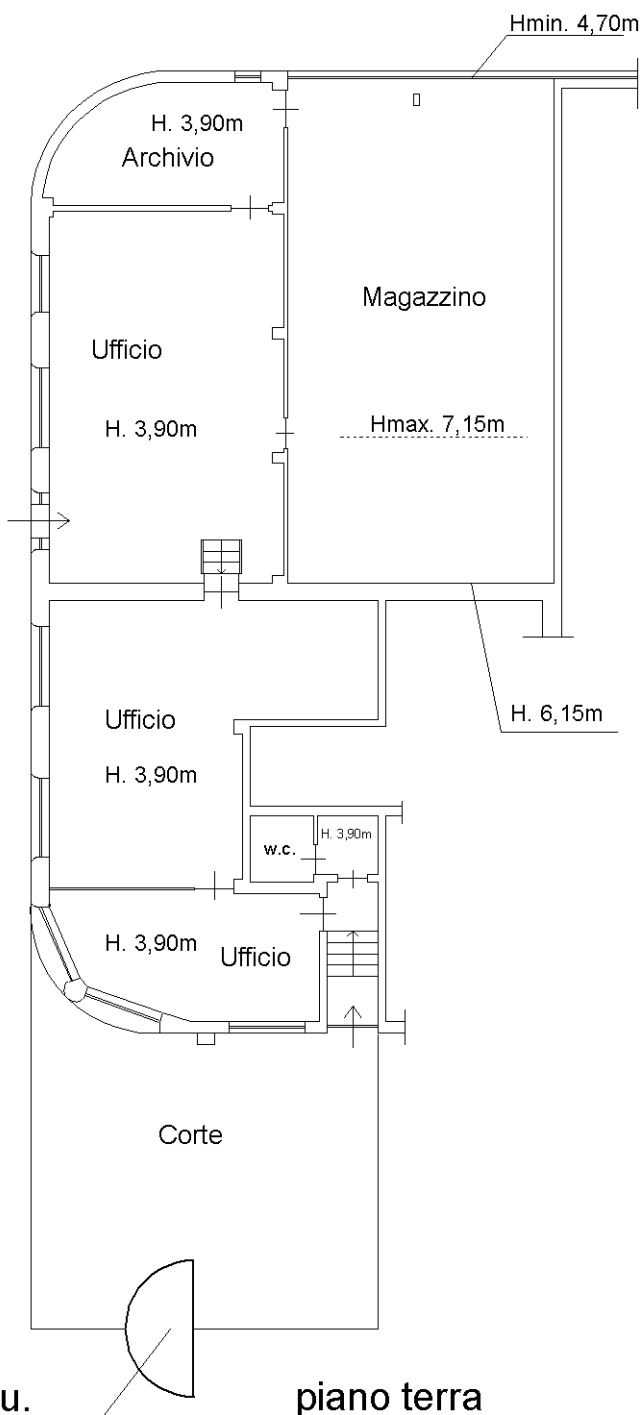 Hmin. 4,70m
H. 3,90m
Archivio
Magazzino
Ufficio
H. 3,90m
Hmax. 7,15m
H. 6,15m
Ufficio
H. 3,90m
H. 3,90m
w.c.
H. 3,90m
Ufficio
Corte
u.
piano terra